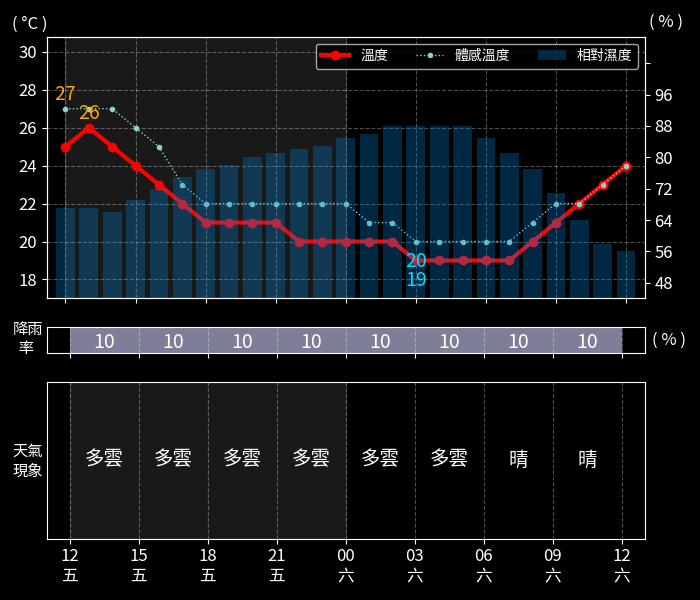 ( °C )
( % )
溫度
體感溫度
相對濕度
30
28
26
24
22
20
18
96
88
80
72
64
56
48
27
26
20
19
降雨
率
10 10 10 10 10 10 10 10
( % )
天氣
現象
多雲 多雲 多雲 多雲 多雲 多雲 晴 晴
12 15 18 21 00 03 06 09 12
五 五 五 五 六 六 六 六 六